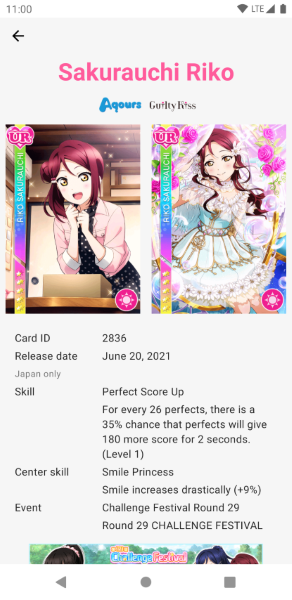 11:00
LTE
Sakurauchi Riko
Aqours Guilty Kiss
UR
RIKO SAKURAUCHI
UR
RIKO SAKURAUCHI
Card ID 2836
Release date June 20, 2021
Japan only
Skill Perfect Score Up
For every 26 perfects, there is a
35% chance that perfects will give
180 more score for 2 seconds.
(Level 1)
Center skill Smile Princess
Smile increases drastically (+9%)
Event Challenge Festival Round 29
Round 29 CHALLENGE FESTIVAL
Challenge Festival